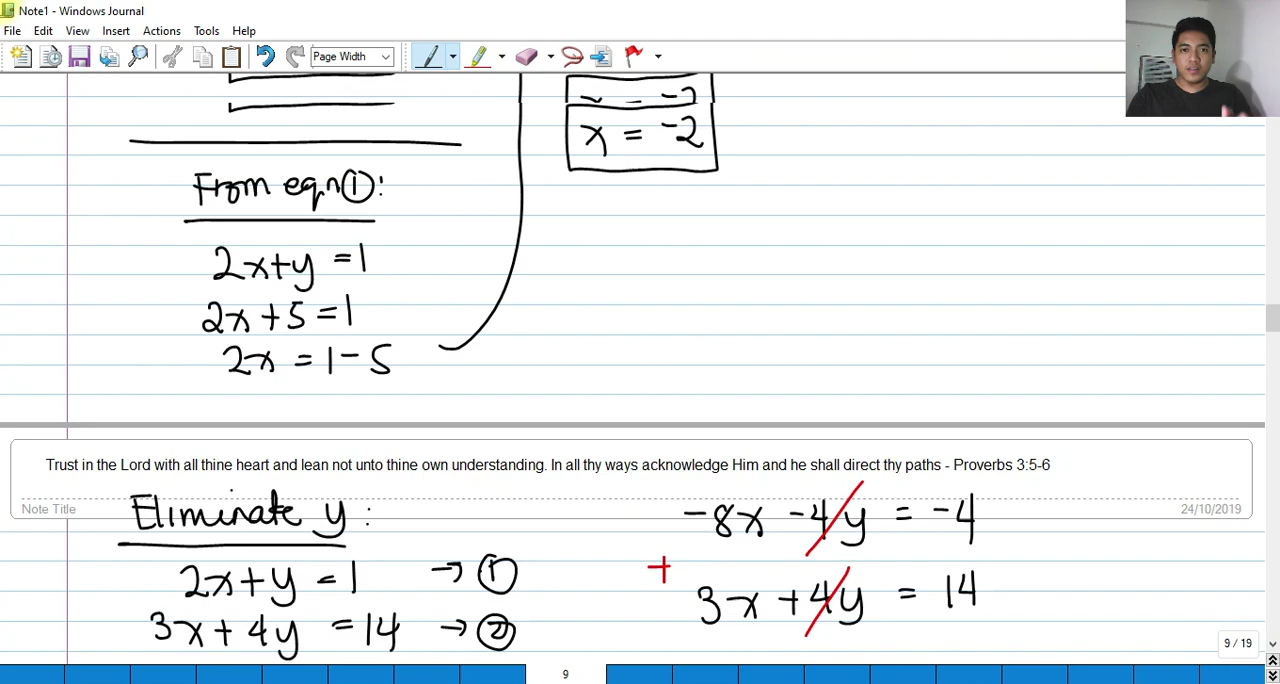 Note1 - Windows Journal
File Edit View Insert Actions Tools Help
Page Width
x = -2
From eqn①:
2x+y =1
2x+5 =1
2x =1-5
Trust in the Lord with all thine heart and lean not unto thine own understanding. In all thy ways acknowledge Him and he shall direct thy paths - Proverbs 3:5-6
Note Title
24/10/2019
Eliminate y:
2x+y =1 → ①
3x+4y =14 → ②
-8x -4y = -4
+
3x +4y = 14
9 / 19
9